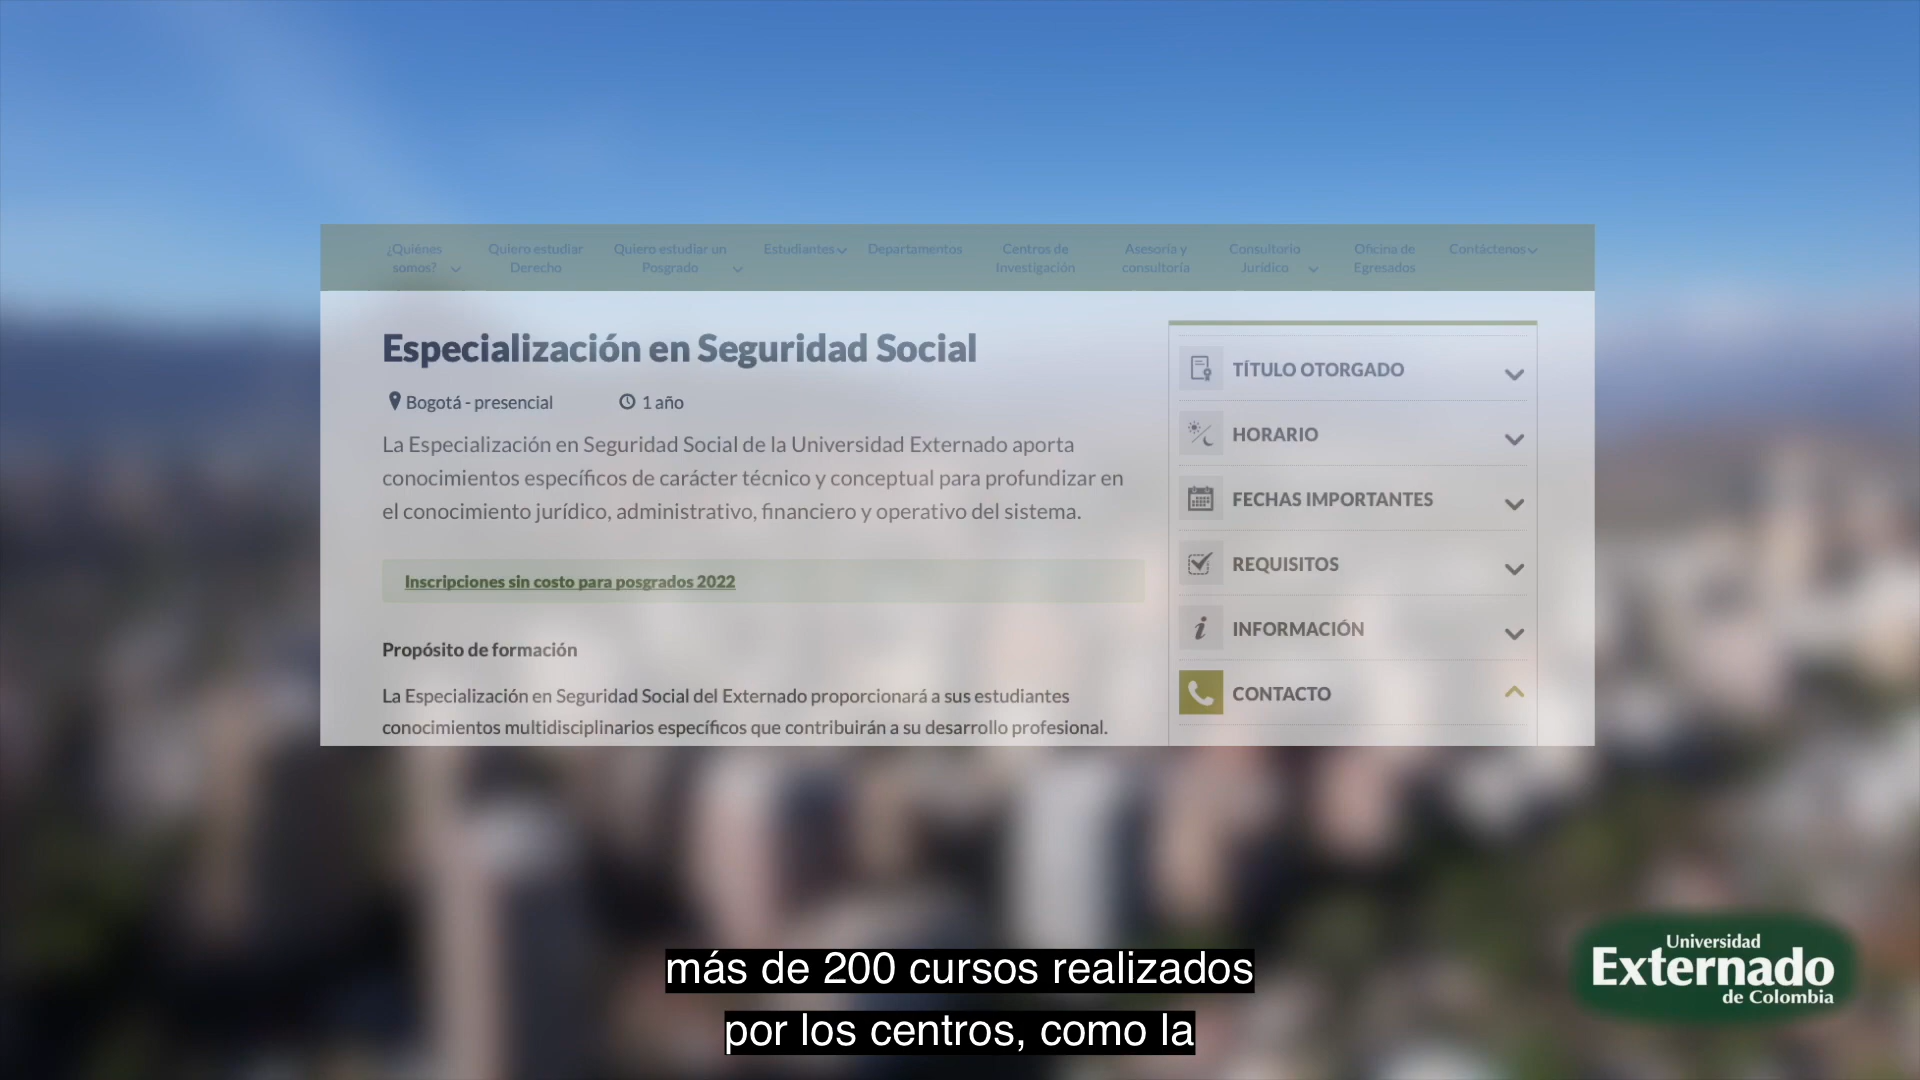 ¿Quiénes somos?
Quiero estudiar Derecho
Quiero estudiar un Posgrado
Estudiantes
Departamentos
Centros de Investigación
Asesoría y consultoría
Consultorio Jurídico
Oficina de Egresados
Contáctenos
Especialización en Seguridad Social
Bogotá - presencial
1 año
La Especialización en Seguridad Social de la Universidad Externado aporta
conocimientos específicos de carácter técnico y conceptual para profundizar en
el conocimiento jurídico, administrativo, financiero y operativo del sistema.
Inscripciones sin costo para posgrados 2022
Propósito de formación
La Especialización en Seguridad Social del Externado proporcionará a sus estudiantes
conocimientos multidisciplinarios específicos que contribuirán a su desarrollo profesional.
TÍTULO OTORGADO
HORARIO
FECHAS IMPORTANTES
REQUISITOS
INFORMACIÓN
CONTACTO
más de 200 cursos realizados
por los centros, como la
Universidad
Externado
de Colombia